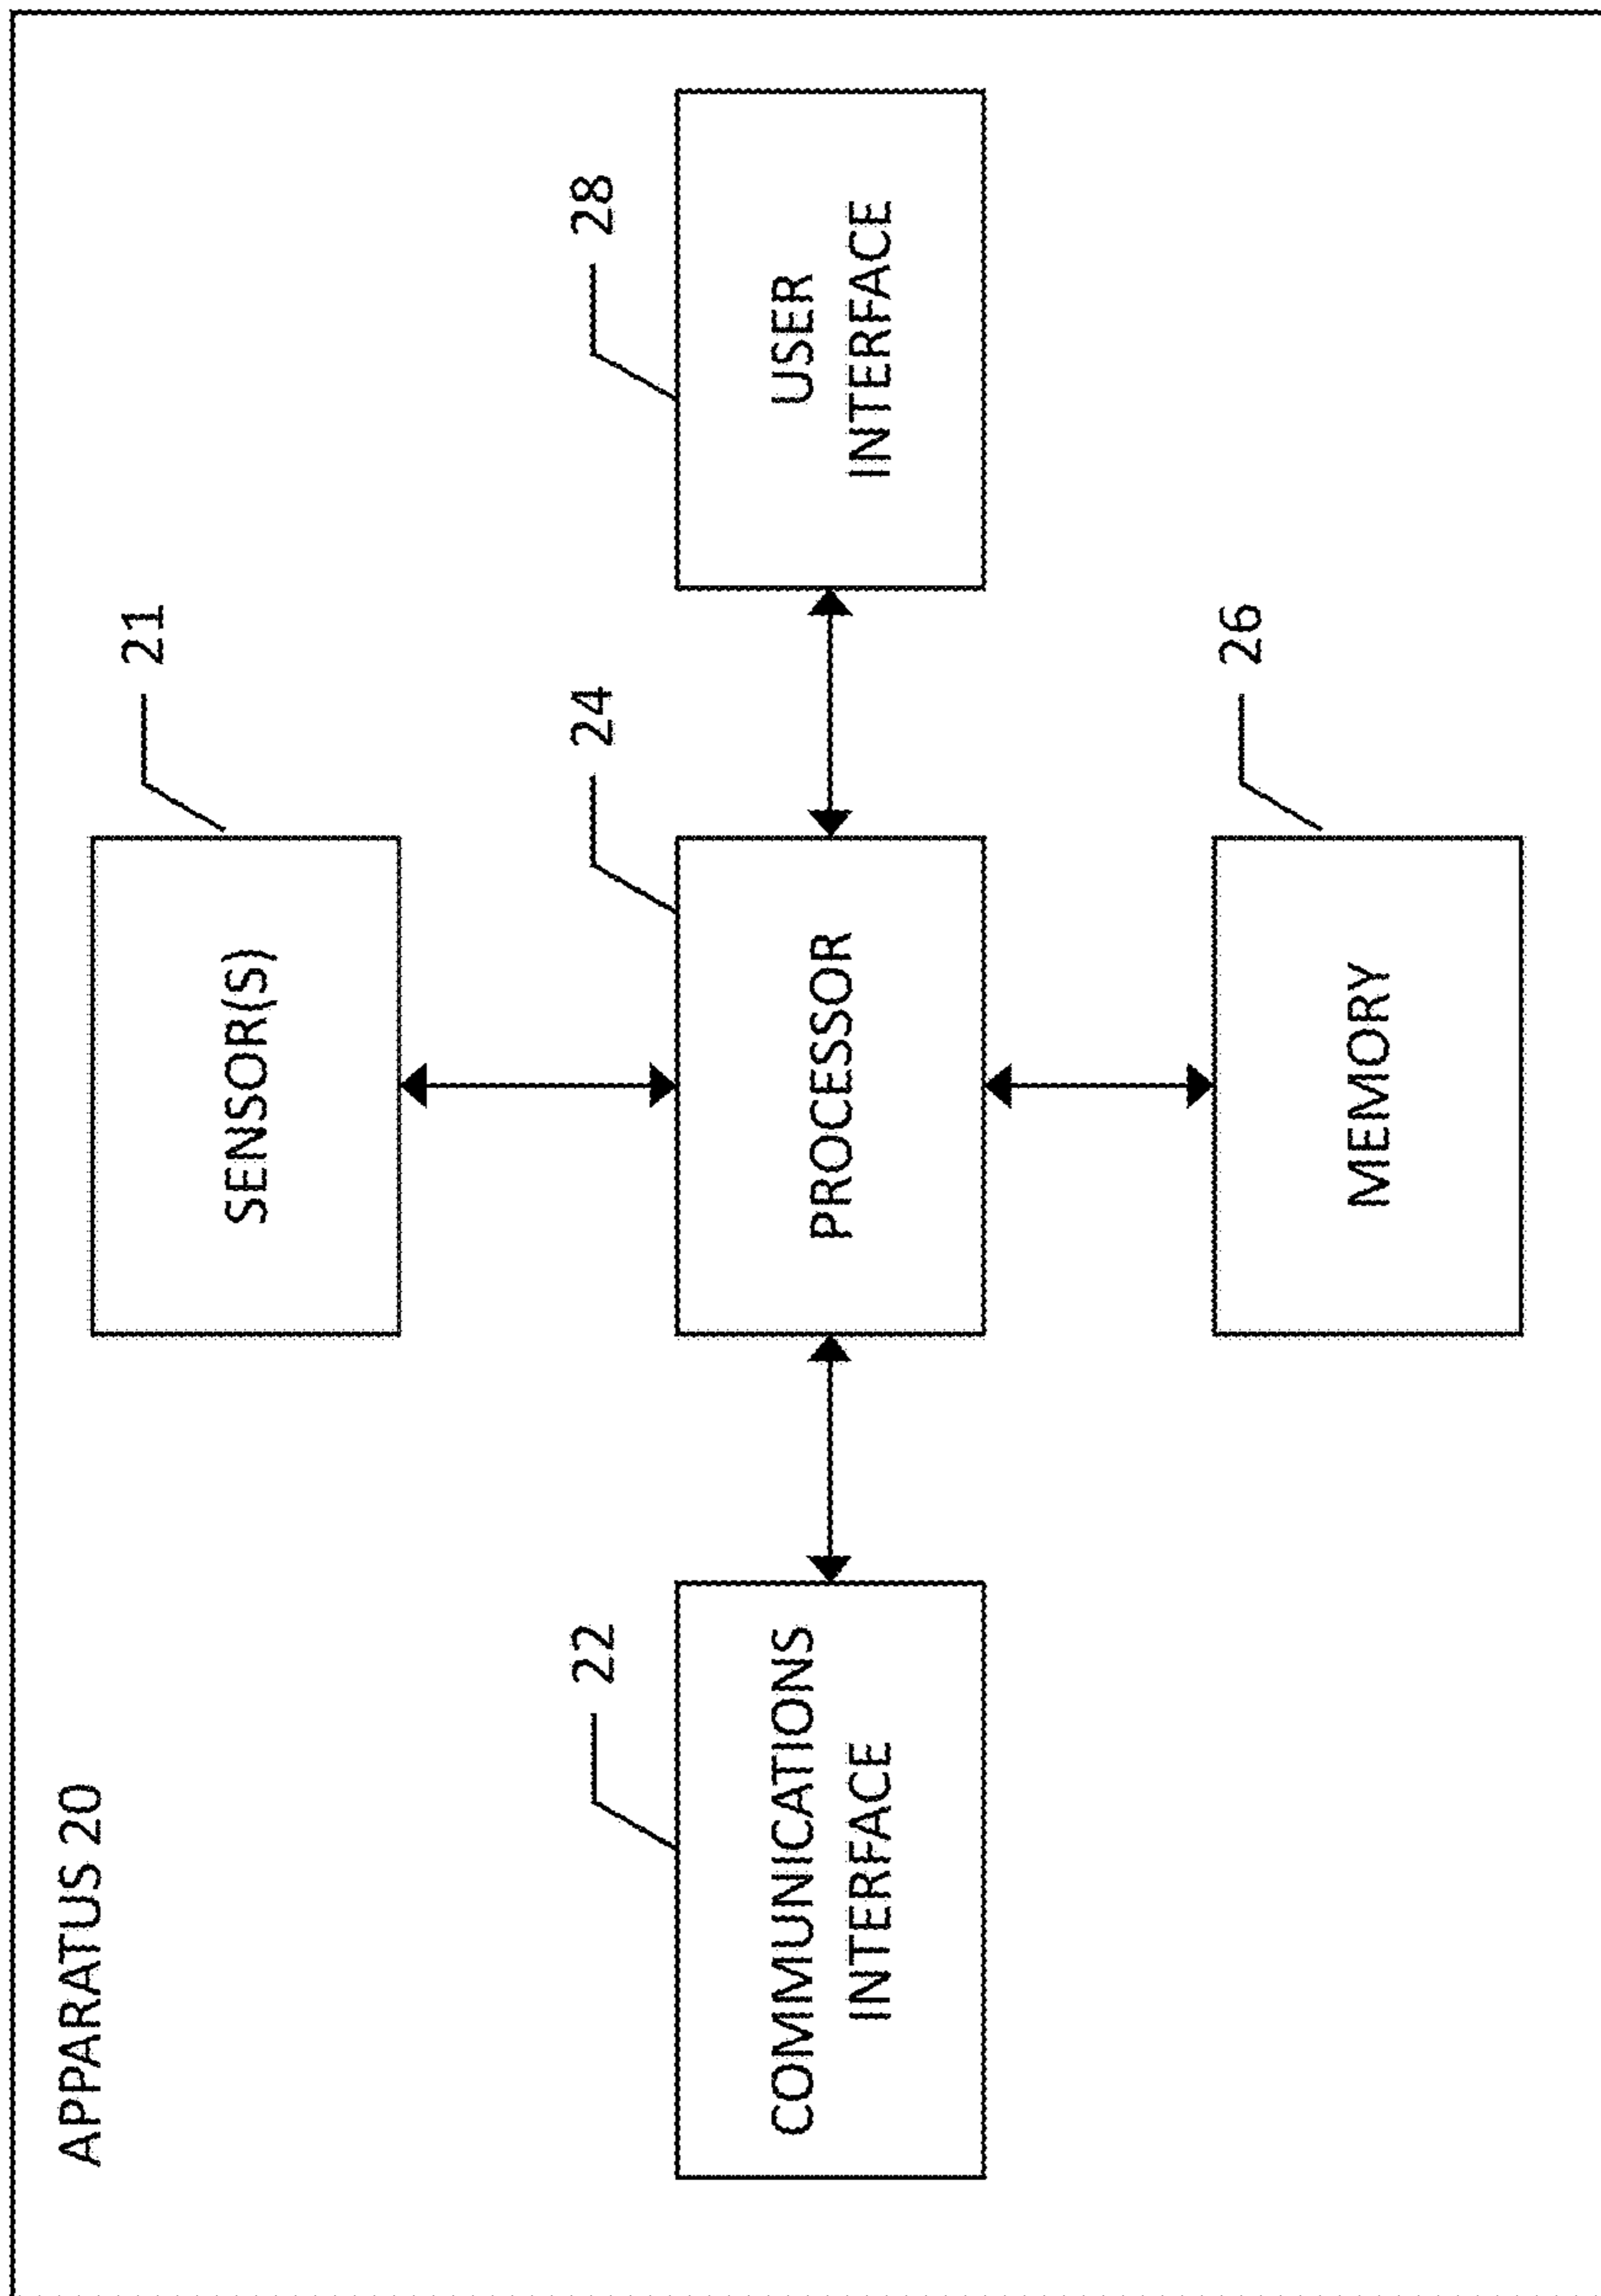 APPARATUS 20
21
SENSOR(S)
22
COMMUNICATIONS
INTERFACE
24
PROCESSOR
28
USER
INTERFACE
26
MEMORY